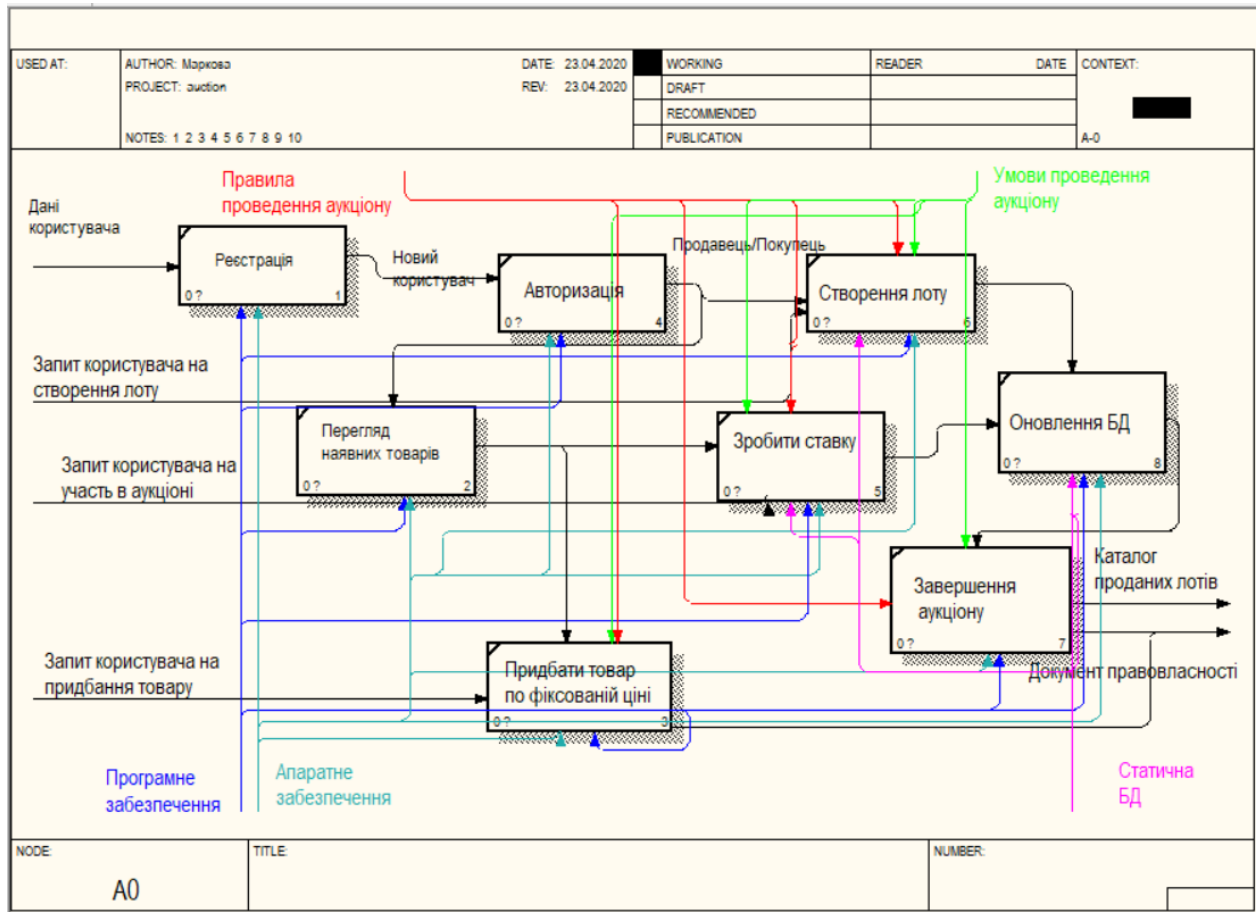 USED AT:
AUTHOR: Маркова
DATE: 23.04.2020
PROJECT: auction
REV: 23.04.2020
NOTES: 1 2 3 4 5 6 7 8 9 10
WORKING
DRAFT
RECOMMENDED
PUBLICATION
READER
DATE
CONTEXT:
A-0
Правила
проведення аукціону
Умови проведення
аукціону
Дані
користувача
Реєстрація
0 ?
1
Новий
користувач
Авторизація
0 ?
4
Продавець/Покупець
Створення лоту
0 ?
6
Запит користувача на
створення лоту
Перегляд
наявних товарів
0 ?
2
Зробити ставку
0 ?
5
Оновлення БД
0 ?
8
Запит користувача на
участь в аукціоні
Завершення
аукціону
0 ?
7
Каталог
проданих лотів
Документ правовласності
Запит користувача на
придбання товару
Придбати товар
по фіксованій ціні
0 ?
3
Програмне
забезпечення
Апаратне
забезпечення
Статична
БД
NODE:
A0
TITLE:
NUMBER: